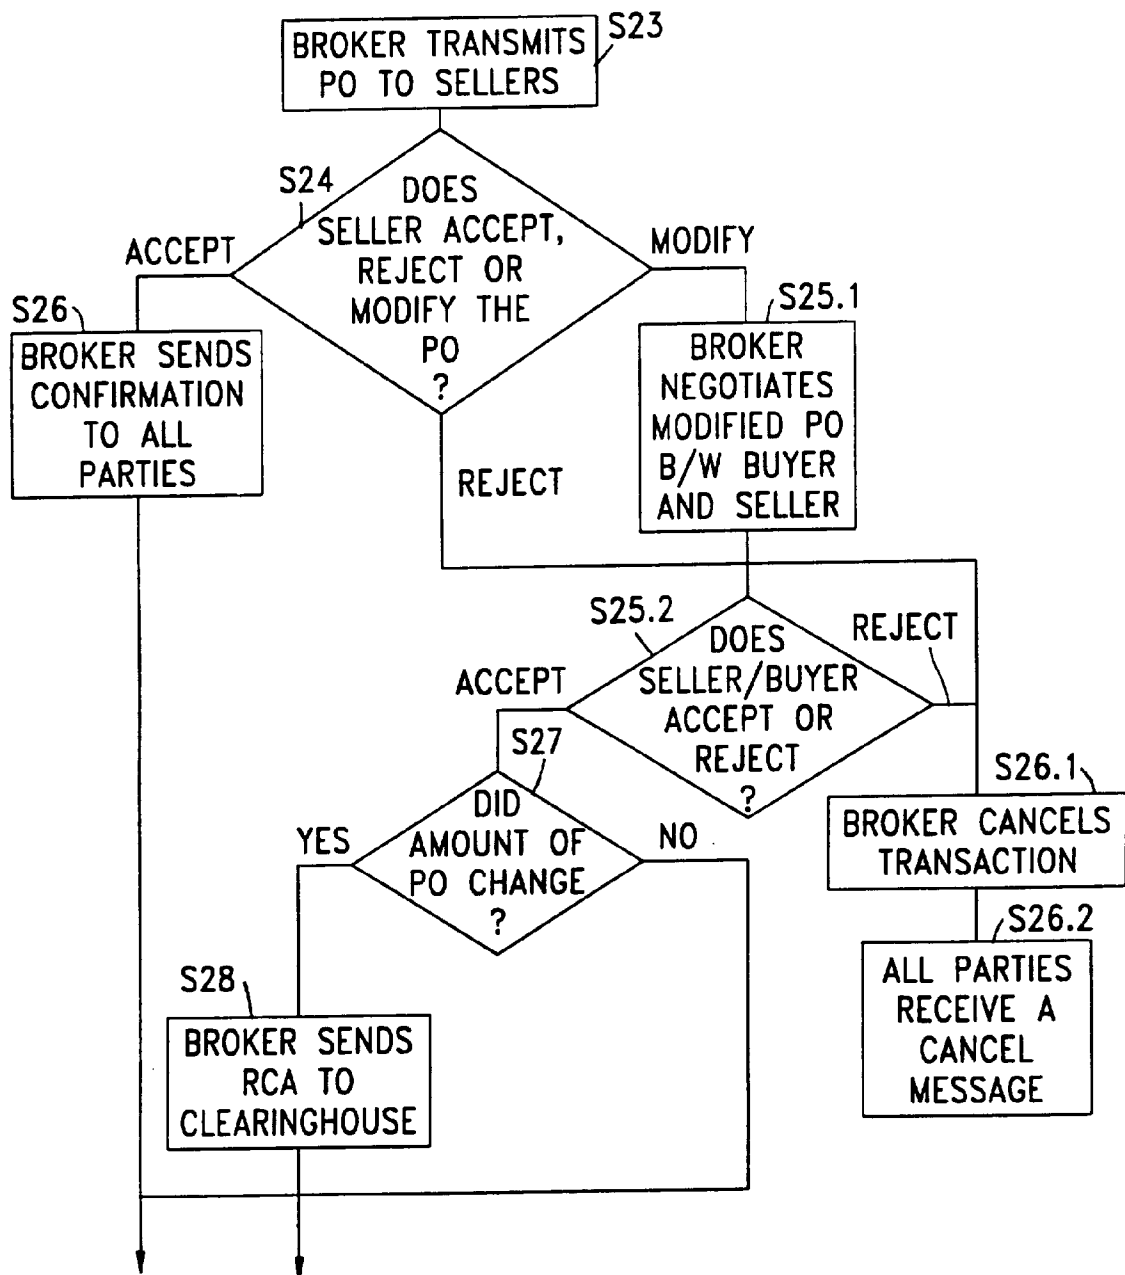 BROKER TRANSMITS
PO TO SELLERS
S23
S24
DOES
SELLER ACCEPT,
REJECT OR
MODIFY THE
PO
?
ACCEPT
MODIFY
S26
BROKER SENDS
CONFIRMATION
TO ALL
PARTIES
REJECT
S25.1
BROKER
NEGOTIATES
MODIFIED PO
B/W BUYER
AND SELLER
S25.2
DOES
SELLER/BUYER
ACCEPT OR
REJECT
?
REJECT
ACCEPT
S27
DID
AMOUNT OF
PO CHANGE
?
YES
NO
S26.1
BROKER CANCELS
TRANSACTION
S26.2
ALL PARTIES
RECEIVE A
CANCEL
MESSAGE
S28
BROKER SENDS
RCA TO
CLEARINGHOUSE